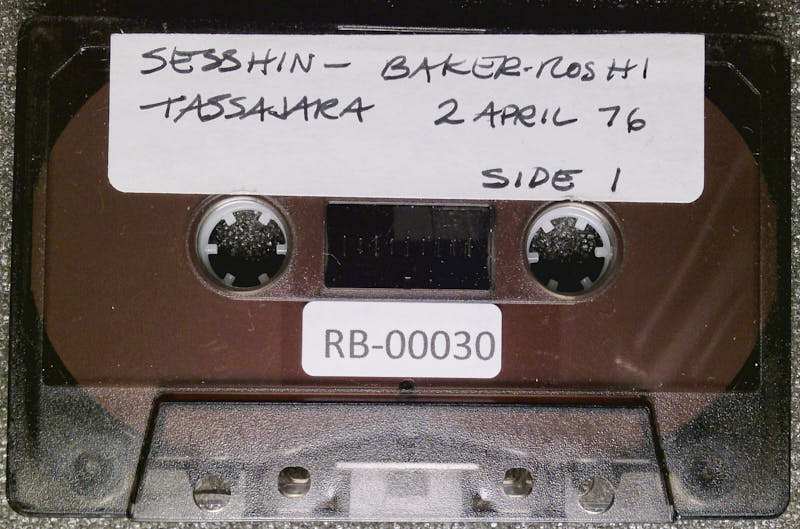 SESSHIN - BAKER-ROSHI
TASSAJARA 2 APRIL 76
SIDE 1
RB-00030